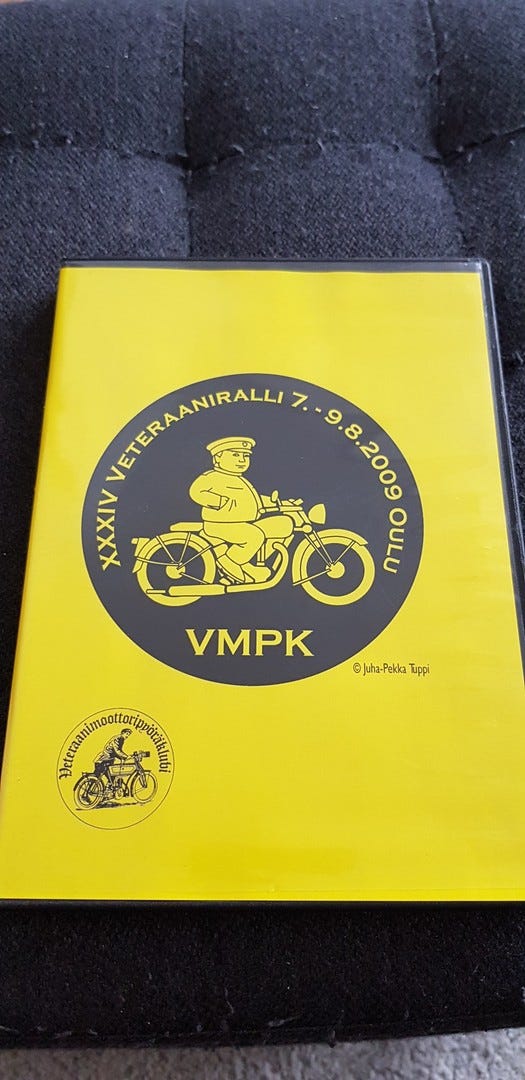 XXXIV VETERAANIRALLI 7.-9.8.2009 OULU
VMPK
© Juha-Pekka Tuppi
Veteraanimoottoripyöräklubi